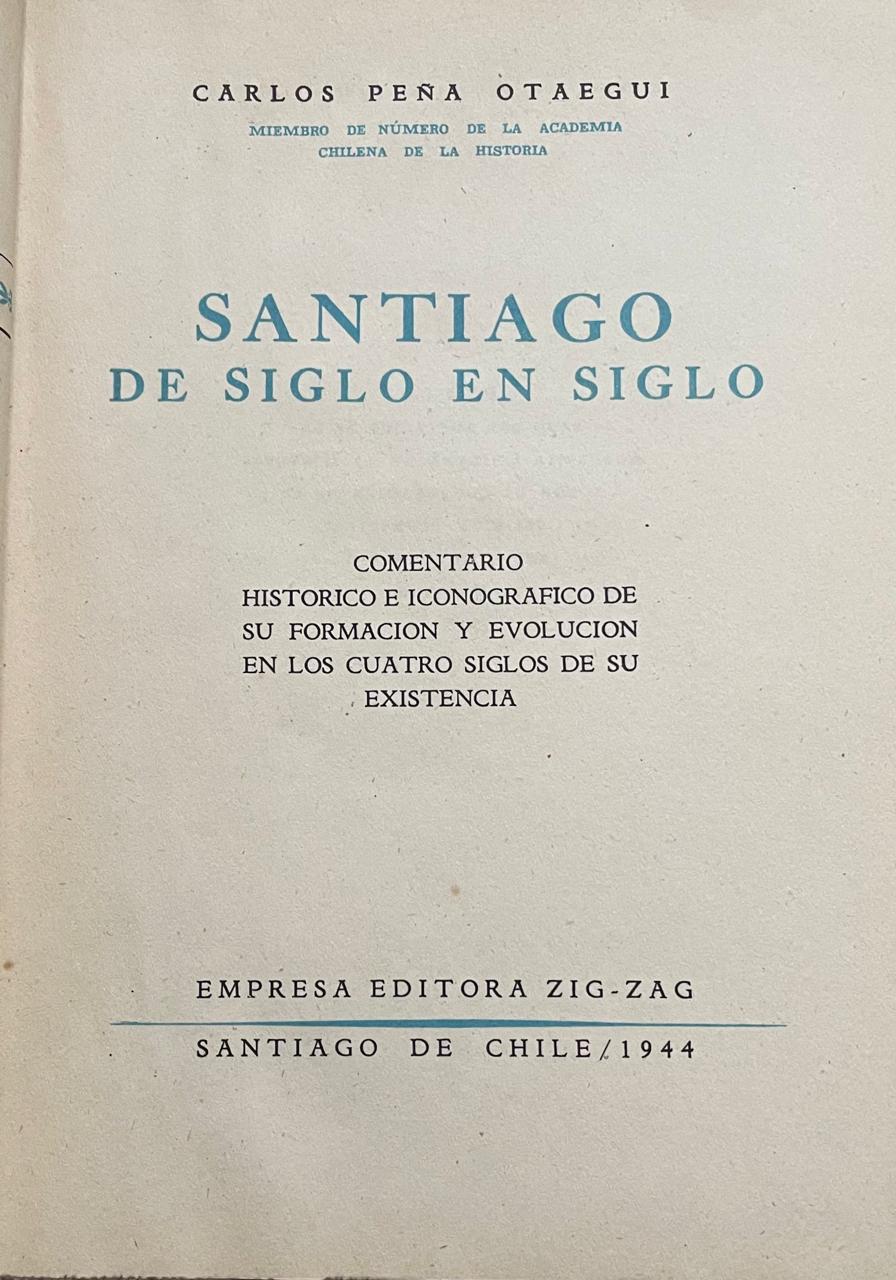 CARLOS PEÑA OTAEGUI
MIEMBRO DE NÚMERO DE LA ACADEMIA
CHILENA DE LA HISTORIA
SANTIAGO
DE SIGLO EN SIGLO
COMENTARIO
HISTORICO E ICONOGRAFICO DE
SU FORMACION Y EVOLUCION
EN LOS CUATRO SIGLOS DE SU
EXISTENCIA
EMPRESA EDITORA ZIG-ZAG
SANTIAGO DE CHILE/1944